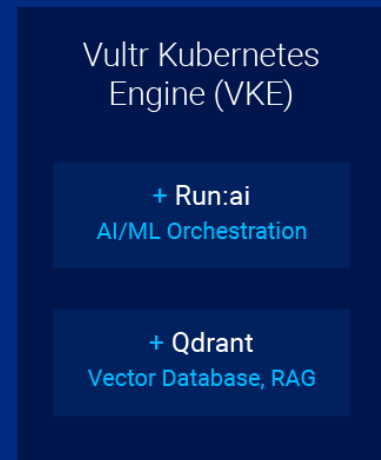 Vultr Kubernetes
Engine (VKE)
+ Run:ai
AI/ML Orchestration
+ Qdrant
Vector Database, RAG